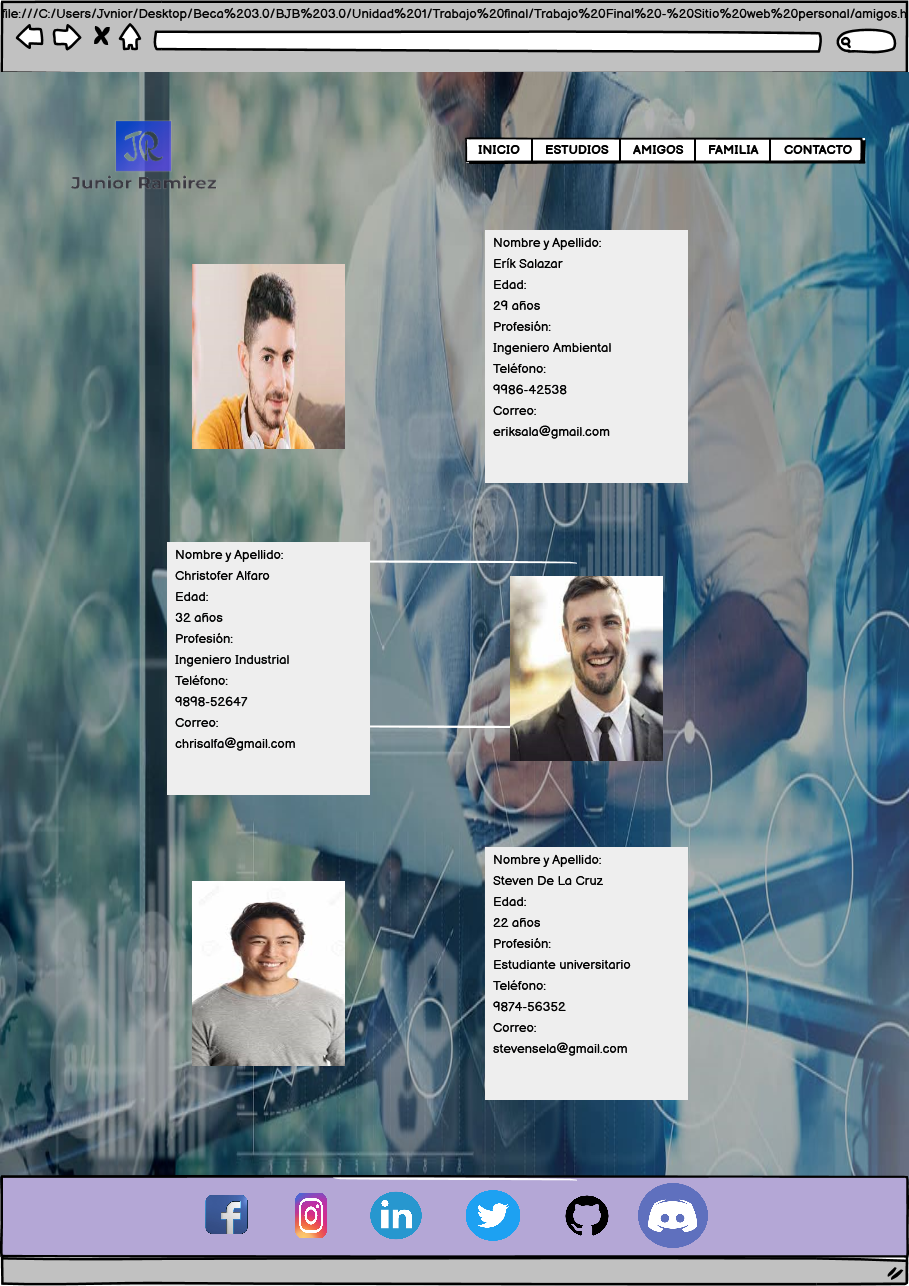 file:///C:/Users/Jvnior/Desktop/Beca%203.0/BJB%203.0/Unidad%201/Trabajo%20final/Trabajo%20Final%20-%20Sitio%20web%20personal/amigos.h
JR
Junior Ramirez
INICIO ESTUDIOS AMIGOS FAMILIA CONTACTO
Nombre y Apellido:
Erík Salazar
Edad:
29 años
Profesión:
Ingeniero Ambiental
Teléfono:
9986-42538
Correo:
eriksala@gmail.com
Nombre y Apellido:
Christofer Alfaro
Edad:
32 años
Profesión:
Ingeniero Industrial
Teléfono:
9898-52647
Correo:
chrisalfa@gmail.com
Nombre y Apellido:
Steven De La Cruz
Edad:
22 años
Profesión:
Estudiante universitario
Teléfono:
9874-56352
Correo:
stevensela@gmail.com
26%
8%
f
in